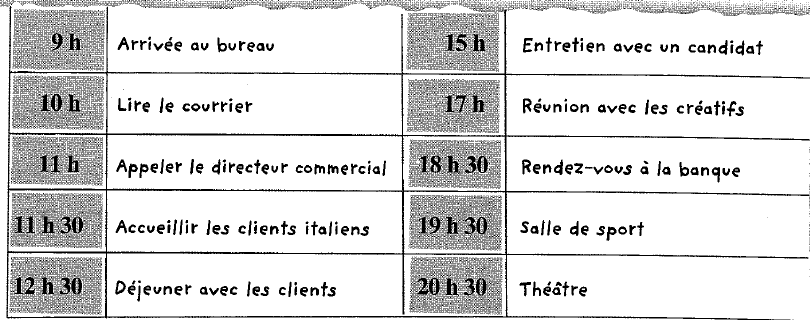 9 h Arrivée au bureau
10 h Lire le courrier
11 h Appeler le directeur commercial
11 h 30 Accueillir les clients italiens
12 h 30 Déjeuner avec les clients
15 h Entretien avec un candidat
17 h Réunion avec les créatifs
18 h 30 Rendez-vous à la banque
19 h 30 Salle de sport
20 h 30 Théâtre